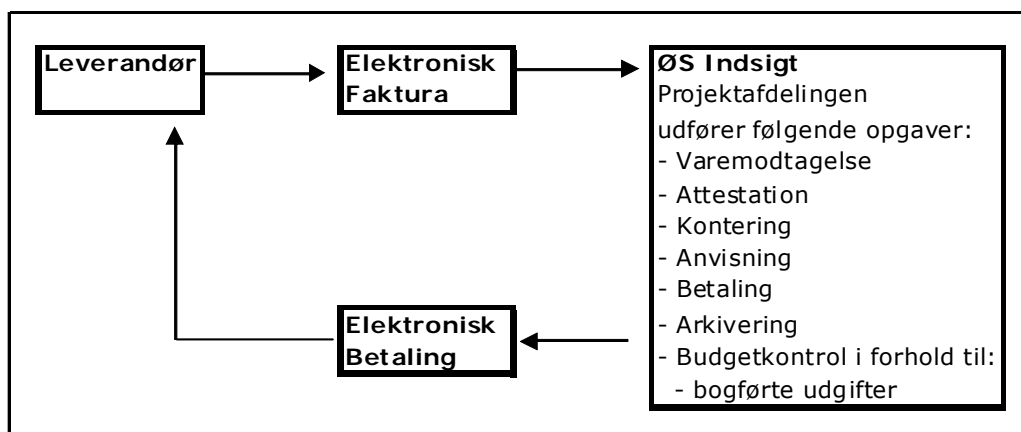 Leverandør
Elektronisk
Faktura
ØS Indsigt
Projektafdelingen
udfører følgende opgaver:
- Varemodtagelse
- Attestation
- Kontering
- Anvisning
- Betaling
- Arkivering
- Budgetkontrol i forhold til:
- bogførte udgifter
Elektronisk
Betaling